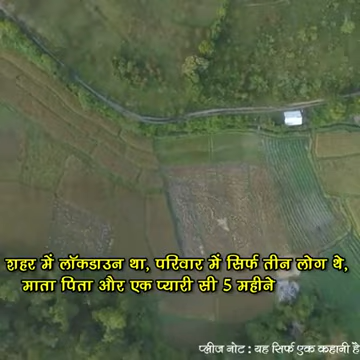 शहर में लॉकडाउन था, परिवार में सिर्फ तीन लोग थे,
माता पिता और एक प्यारी सी 5 महीने
प्लीज नोट : यह सिर्फ एक कहानी है